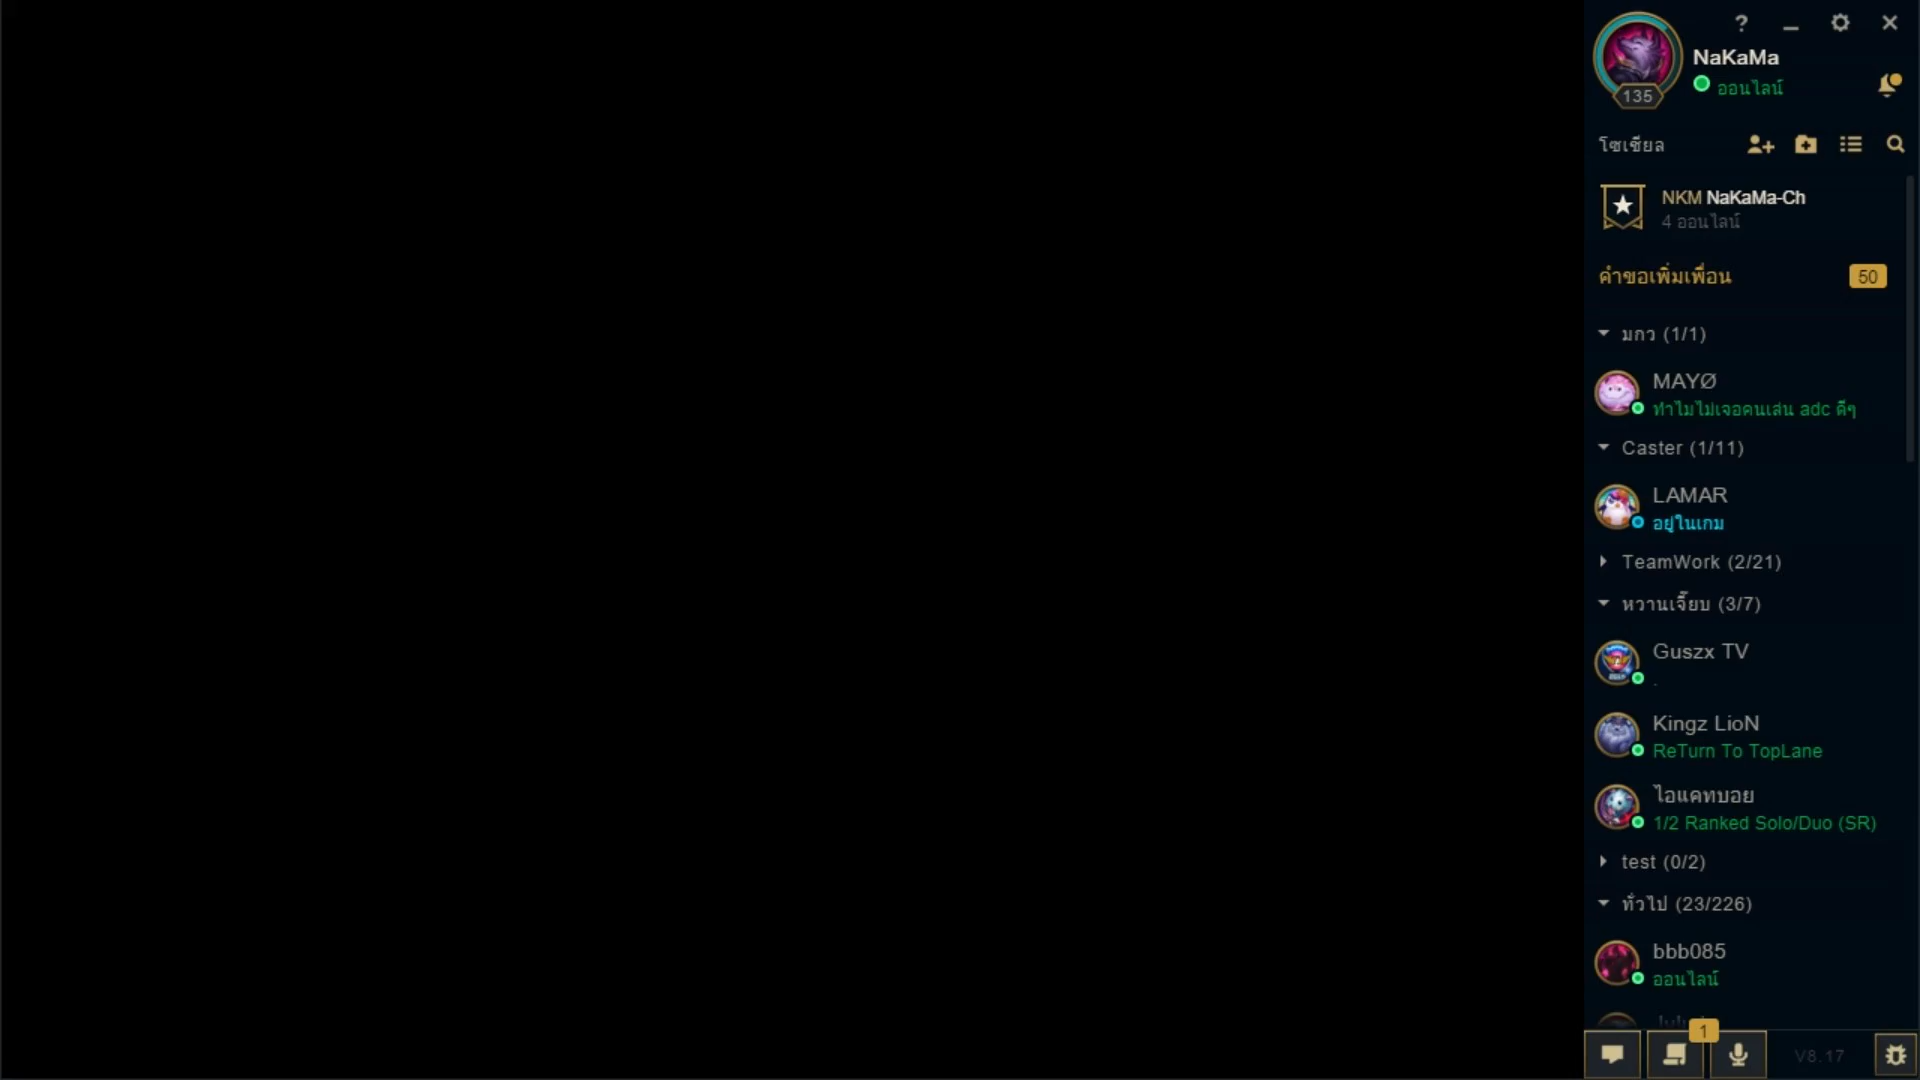 ?
NaKaMa
ออนไลน์
135
โซเชียล
NKM NaKaMa-Ch
4 ออนไลน์
คำขอเพิ่มเพื่อน 50
มกว (1/1)
MAYØ
ทำไมไม่เจอคนเล่น adc ดีๆ
Caster (1/11)
LAMAR
อยู่ในเกม
TeamWork (2/21)
หวานเจี๊ยบ (3/7)
Guszx TV
.
Kingz LioN
ReTurn To TopLane
ไอแคทบอย
1/2 Ranked Solo/Duo (SR)
test (0/2)
ทั่วไป (23/226)
bbb085
ออนไลน์
1
V8.17